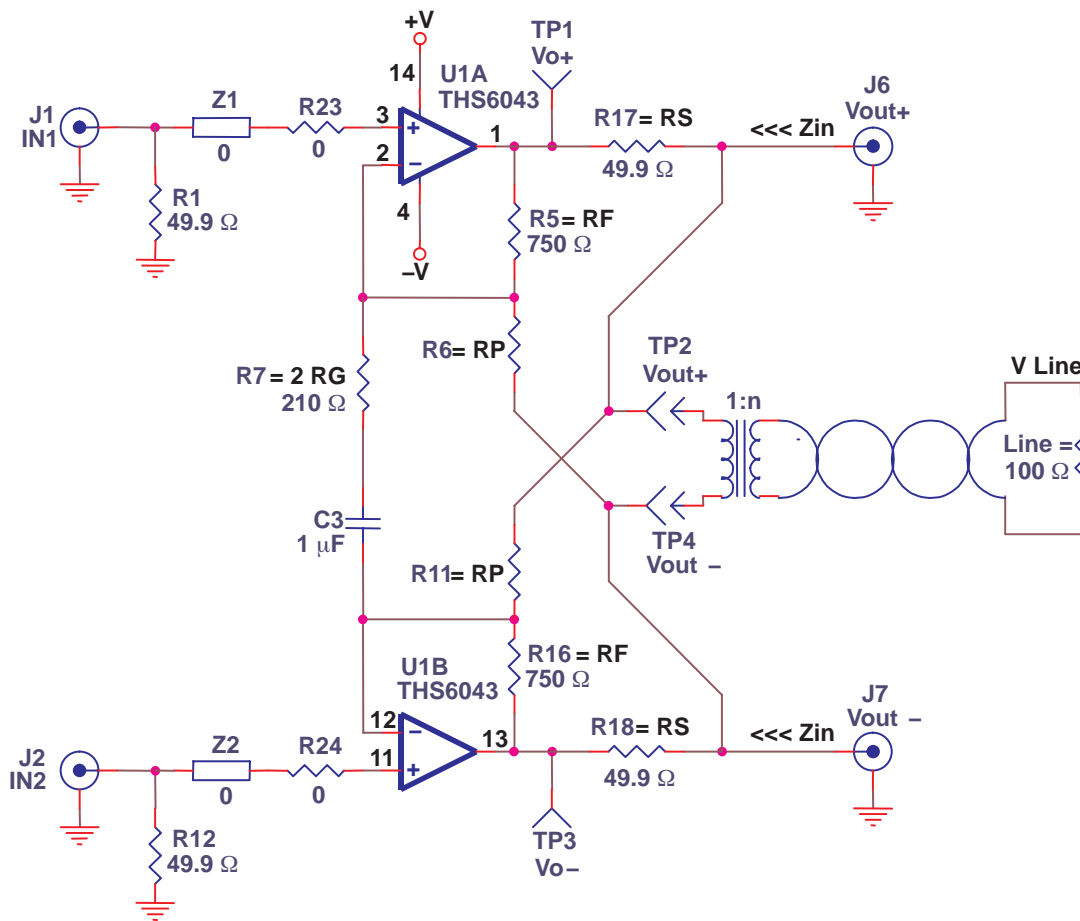 +V
TP1
Vo+
14
U1A
THS6043
J1
IN1
Z1
0
R23
0
3
+
2
−
1
4
–V
R17= RS
49.9 Ω
<<< Zin
J6
Vout+
R1
49.9 Ω
R5= RF
750 Ω
R6= RP
R7= 2 RG
210 Ω
TP2
Vout+
1:n
V Line
Line =
100 Ω
C3
1 μF
TP4
Vout −
R11= RP
R16= RF
750 Ω
U1B
THS6043
12
−
11
+
13
R18= RS
49.9 Ω
<<< Zin
J7
Vout −
J2
IN2
Z2
0
R24
0
R12
49.9 Ω
TP3
Vo−